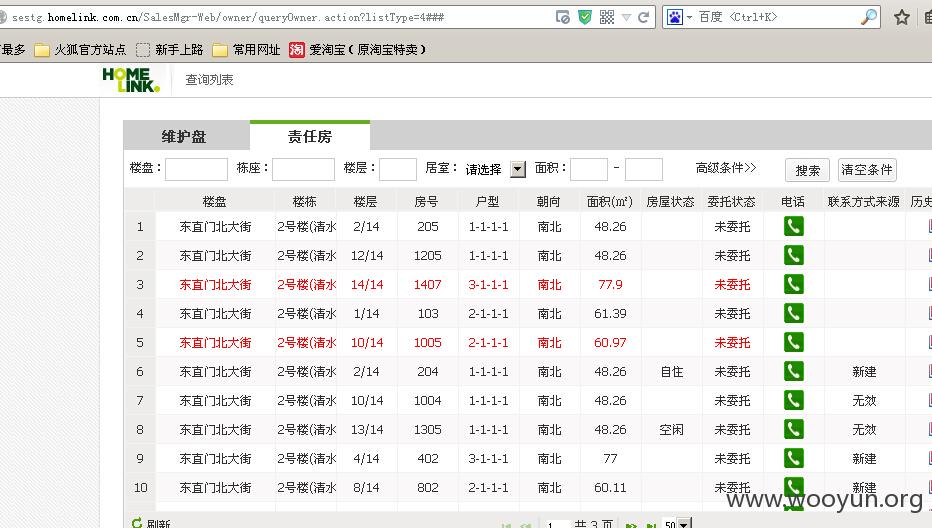 sestg.homelink.com.cn/SalesMgr-Web/owner/queryOwner.action?listType=4### 百度 <Ctrl+K>
最多 火狐官方站点 新手上路 常用网址 淘 爱淘宝（原淘宝特卖）
HOME LINK. 查询列表
维护盘 责任房
楼盘： 栋座： 楼层： 居室： 请选择 面积： - 高级条件>> 搜索 清空条件
楼盘 楼栋 楼层 房号 户型 朝向 面积(㎡) 房屋状态 委托状态 电话 联系方式来源 历史
1 东直门北大街 2号楼(清水 2/14 205 1-1-1-1 南北 48.26 未委托
2 东直门北大街 2号楼(清水 12/14 1205 1-1-1-1 南北 48.26 未委托
3 东直门北大街 2号楼(清水 14/14 1407 3-1-1-1 南北 77.9 未委托
4 东直门北大街 2号楼(清水 1/14 103 2-1-1-1 南北 61.39 未委托
5 东直门北大街 2号楼(清水 10/14 1005 2-1-1-1 南北 60.97 未委托
6 东直门北大街 2号楼(清水 2/14 204 1-1-1-1 南北 48.26 自住 未委托 新建
7 东直门北大街 2号楼(清水 10/14 1004 1-1-1-1 南北 48.26 未委托 无效
8 东直门北大街 2号楼(清水 13/14 1305 1-1-1-1 南北 48.26 空闲 未委托 无效
9 东直门北大街 2号楼(清水 4/14 402 3-1-1-1 南北 77 未委托 新建
10 东直门北大街 2号楼(清水 8/14 802 2-1-1-1 南北 60.11 未委托 新建
www.wooyun.org
刷新 1 共 3 页 50